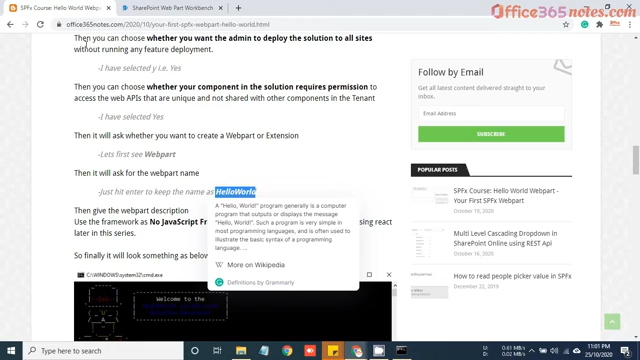 SPFx Course: Hello World Webpa
SharePoint Web Part Workbench
Office365notes.com
office365notes.com/2020/10/your-first-spfx-webpart-hello-world.html
Then you can choose whether you want the admin to deploy the solution to all sites
without running any feature deployment.
-I have selected y i.e. Yes
Then you can choose whether your component in the solution requires permission to
access the web APIs that are unique and not shared with other components in the Tenant
-I have selected Yes
Then it will ask whether you want to create a Webpart or Extension
-Lets first see Webpart
Then it will ask for the webpart name
-Just hit enter to keep the name as HelloWorld
Then give the webpart description
Use the framework as No JavaScript Fr
using react
later in this series.
So finally it will look something as below
A "Hello, World!" program generally is a computer
program that outputs or displays the message
"Hello, World!". Such a program is very simple in
most programming languages, and is often used to
illustrate the basic syntax of a programming
language....
W More on Wikipedia
Definitions by Grammarly
C:\WINDOWS\system32\cmd.exe
Welcome to the
Follow by Email
Get all latest content delivered straight to your
inbox.
Email Address
SUBSCRIBE
POPULAR POSTS
SPFx Course: Hello World Webpart -
Your First SPFx Webpart
October 19, 2020
Multi Level Cascading Dropdown in
SharePoint Online using REST Api
November 30, 2019
How to read people picker value in SPFx
December 22, 2019
Type here to search
U: 0.81 MB/s
D: 0.02 MB/s
11:01 PM
25/10/2020